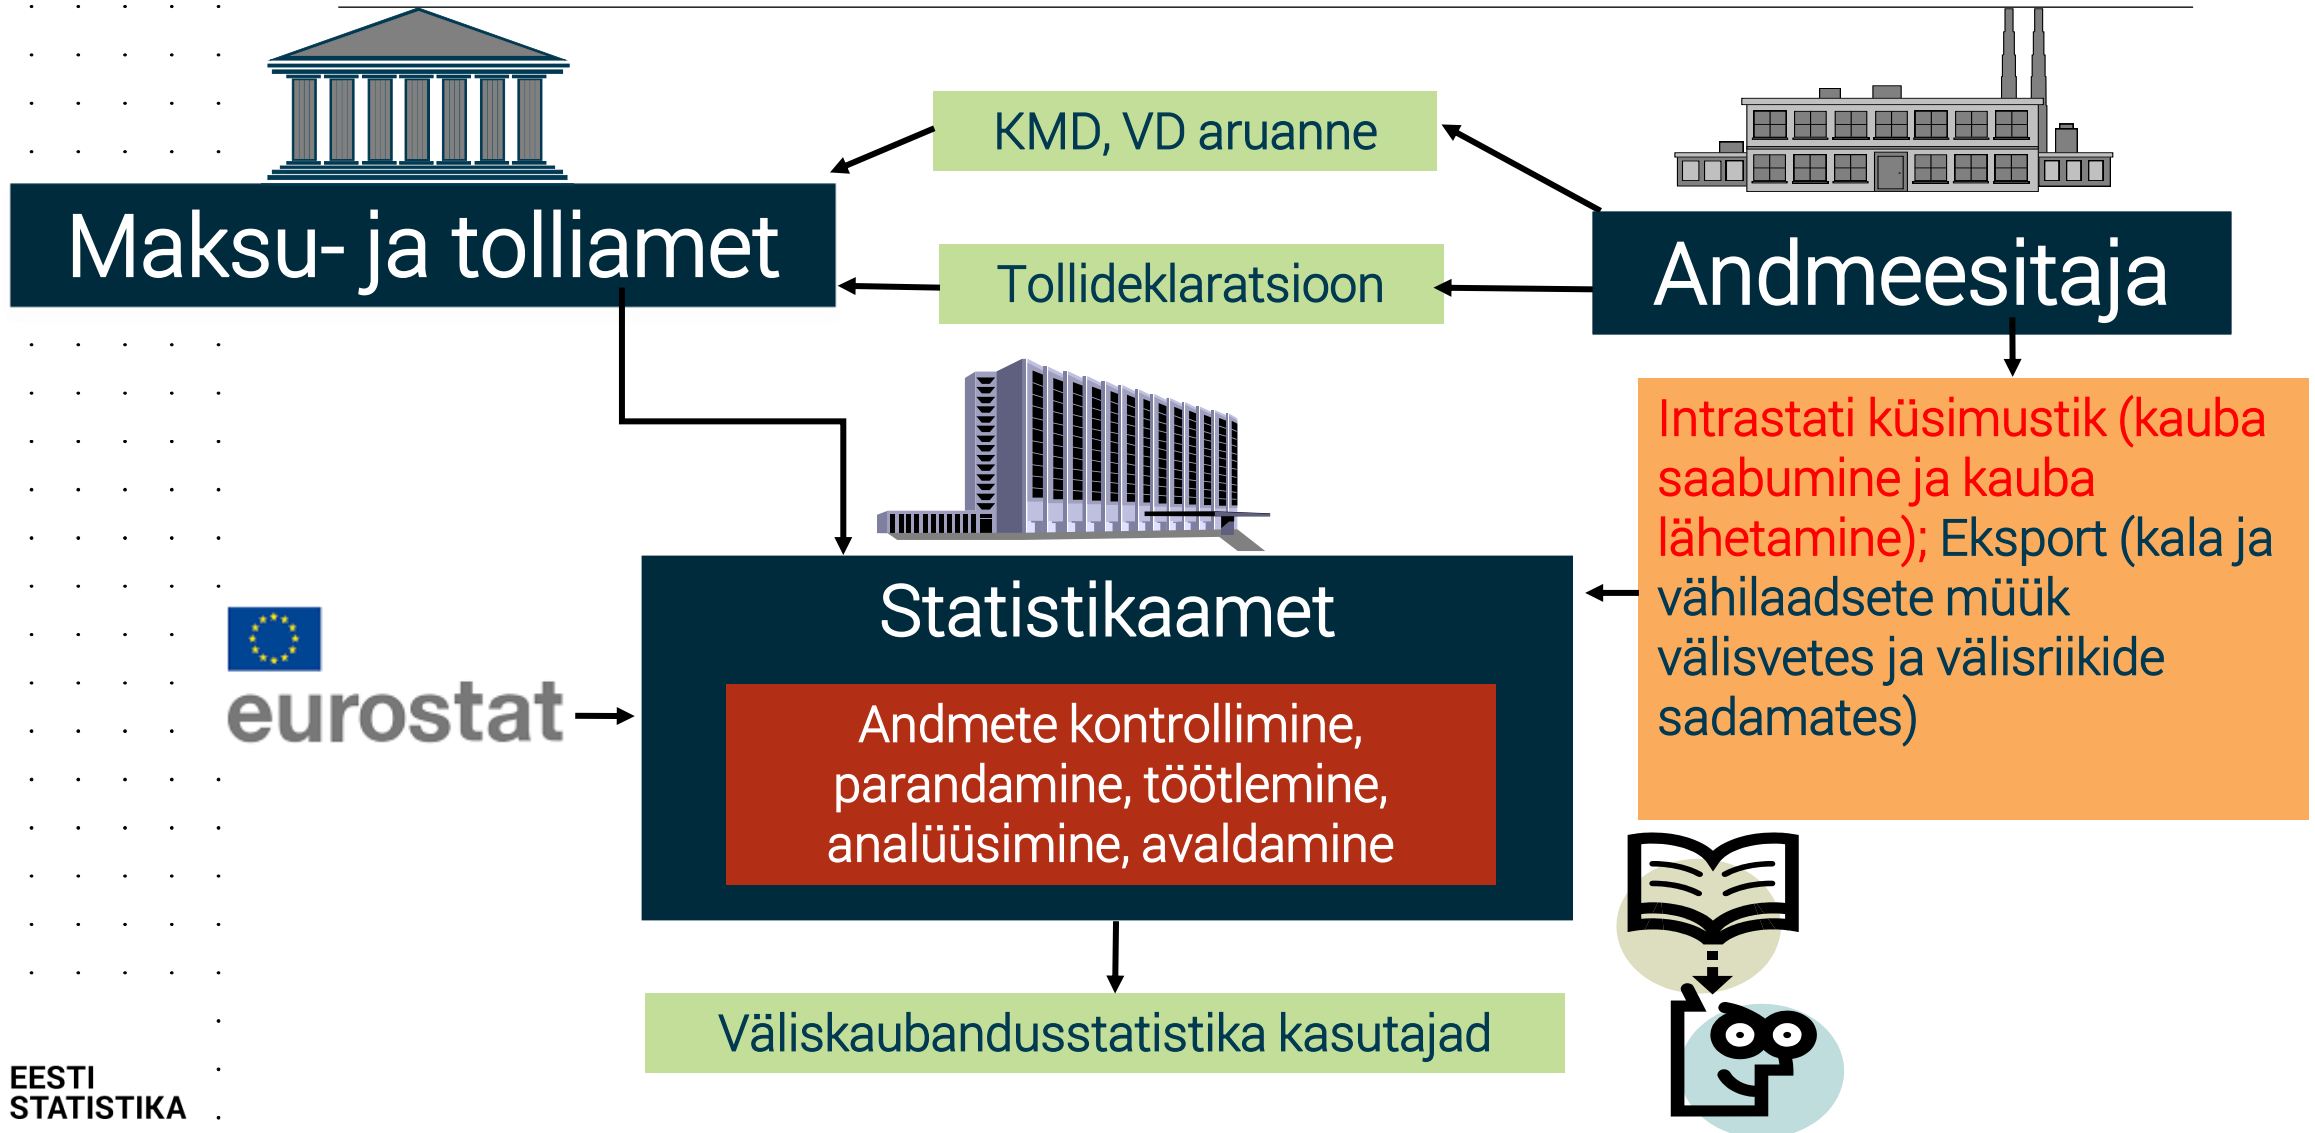 KMD, VD aruanne
Maksu- ja tolliamet
Tollideklaratsioon
Andmeesitaja
Intrastati küsimustik (kauba
saabumine ja kauba
lähetamine); Eksport (kala ja
vähilaadsete müük
välisvetes ja välisriikide
sadamates)
Statistikaamet
eurostat
Andmete kontrollimine,
parandamine, töötlemine,
analüüsimine, avaldamine
Väliskaubandusstatistika kasutajad
EESTI
STATISTIKA